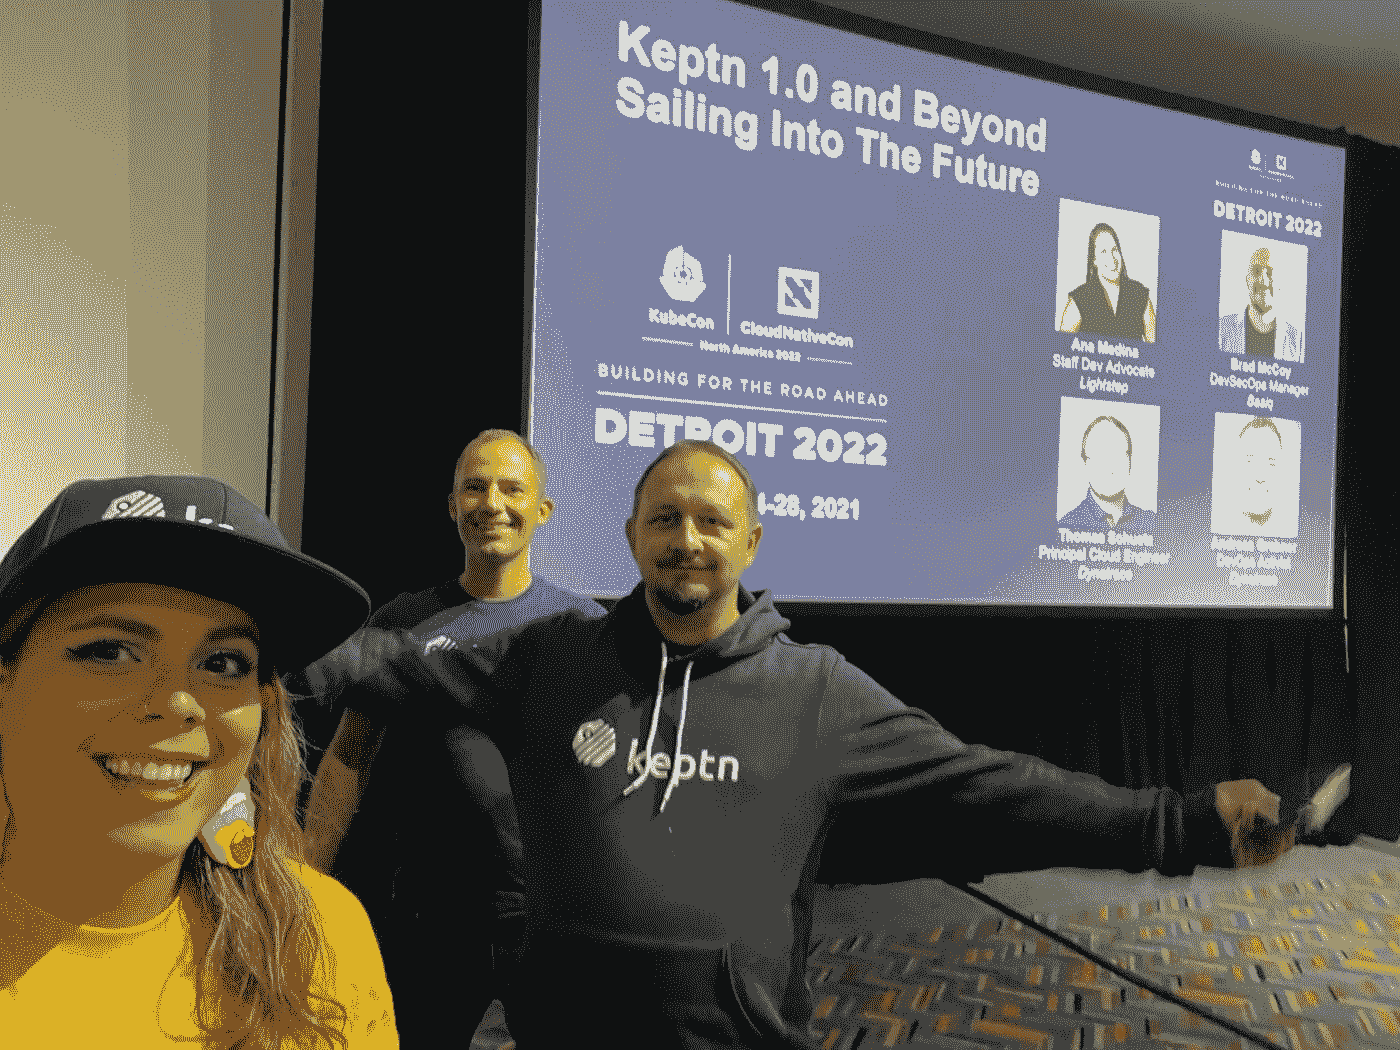 Keptn 1.0 and Beyond
Sailing Into The Future
DETROIT 2022
KubeCon
CloudNativeCon
North America 2022
BUILDING FOR THE ROAD AHEAD
DETROIT 2022
-28, 2021
Ana Medina
Staff Dev Advocate
Lightstep
Brad McCoy
DevSecOps Manager
Basiq
Thomas
Principal Cloud Engineer
Dynatrace
keptn